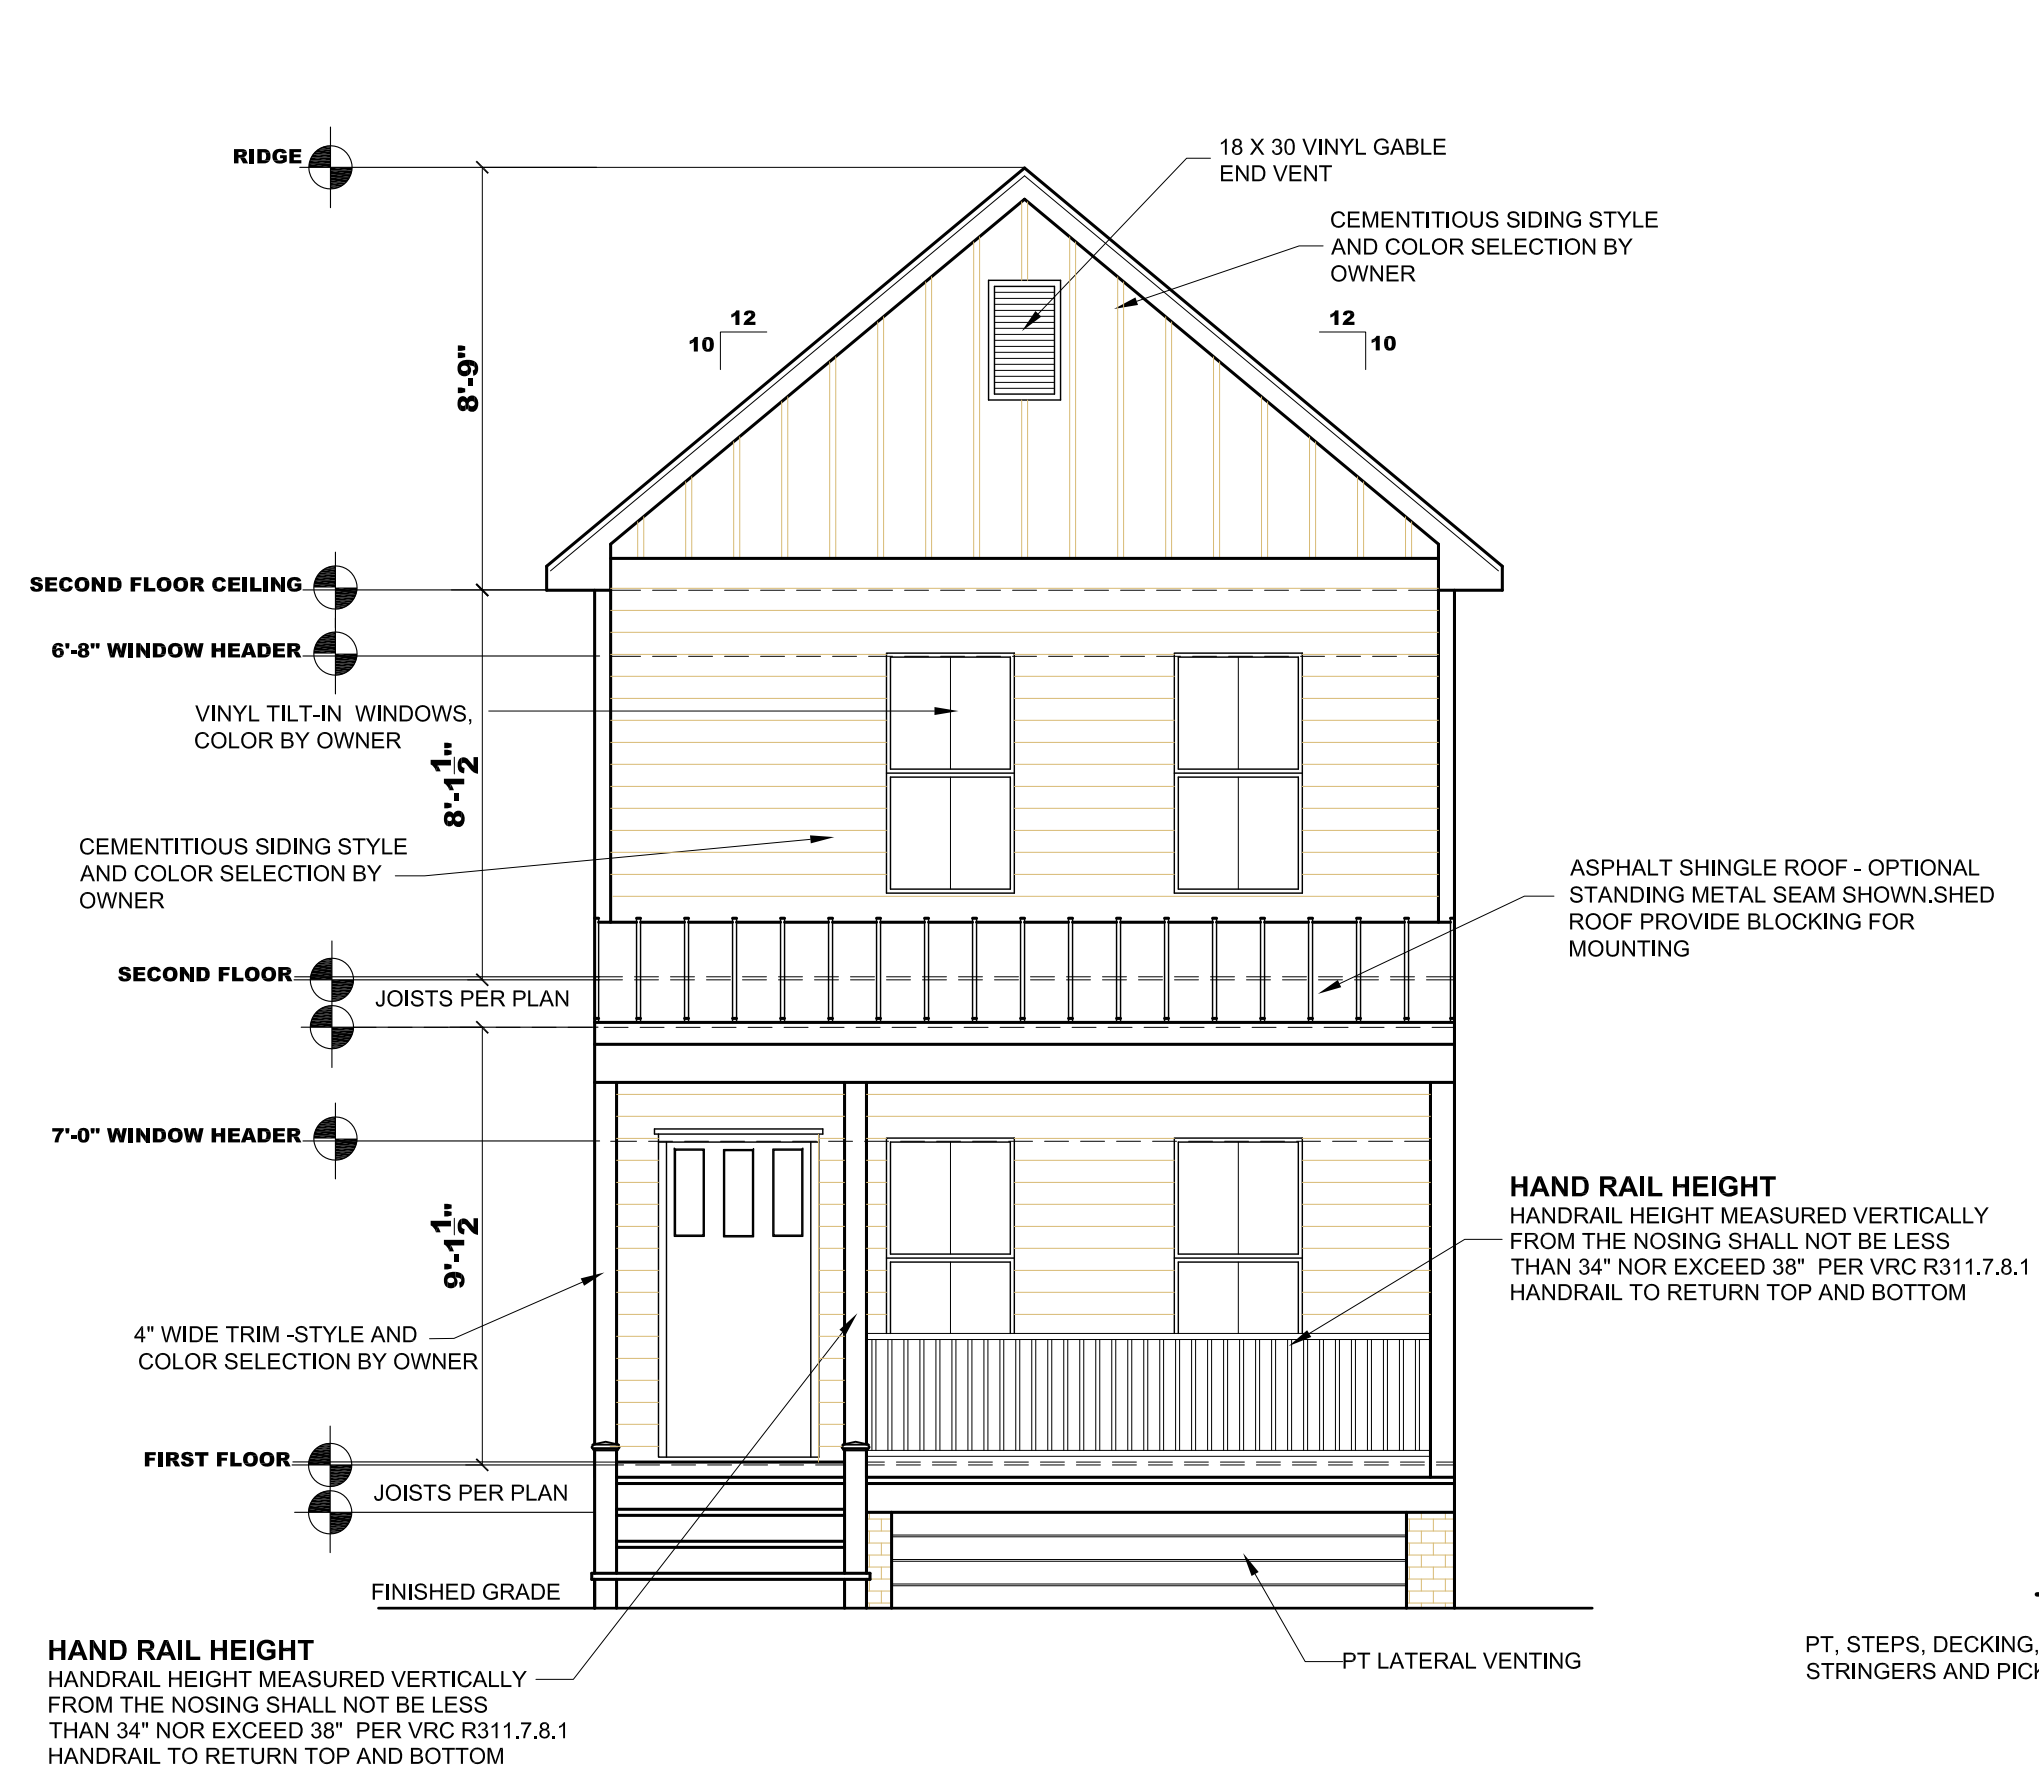 RIDGE
18 X 30 VINYL GABLE
END VENT
CEMENTITIOUS SIDING STYLE
AND COLOR SELECTION BY
OWNER
12
10
12
10
8'-9"
SECOND FLOOR CEILING
6'-8" WINDOW HEADER
VINYL TILT-IN  WINDOWS,
COLOR BY OWNER
8'-1 1/2"
CEMENTITIOUS SIDING STYLE
AND COLOR SELECTION BY
OWNER
ASPHALT SHINGLE ROOF - OPTIONAL
STANDING METAL SEAM SHOWN.SHED
ROOF PROVIDE BLOCKING FOR
MOUNTING
SECOND FLOOR
JOISTS PER PLAN
7'-0" WINDOW HEADER
HAND RAIL HEIGHT
HANDRAIL HEIGHT MEASURED VERTICALLY
FROM THE NOSING SHALL NOT BE LESS
THAN 34" NOR EXCEED 38"  PER VRC R311.7.8.1
HANDRAIL TO RETURN TOP AND BOTTOM
9'-1 1/2"
4" WIDE TRIM -STYLE AND
COLOR SELECTION BY OWNER
FIRST FLOOR
JOISTS PER PLAN
FINISHED GRADE
HAND RAIL HEIGHT
HANDRAIL HEIGHT MEASURED VERTICALLY
FROM THE NOSING SHALL NOT BE LESS
THAN 34" NOR EXCEED 38"  PER VRC R311.7.8.1
HANDRAIL TO RETURN TOP AND BOTTOM
PT LATERAL VENTING
PT, STEPS, DECKING,
STRINGERS AND